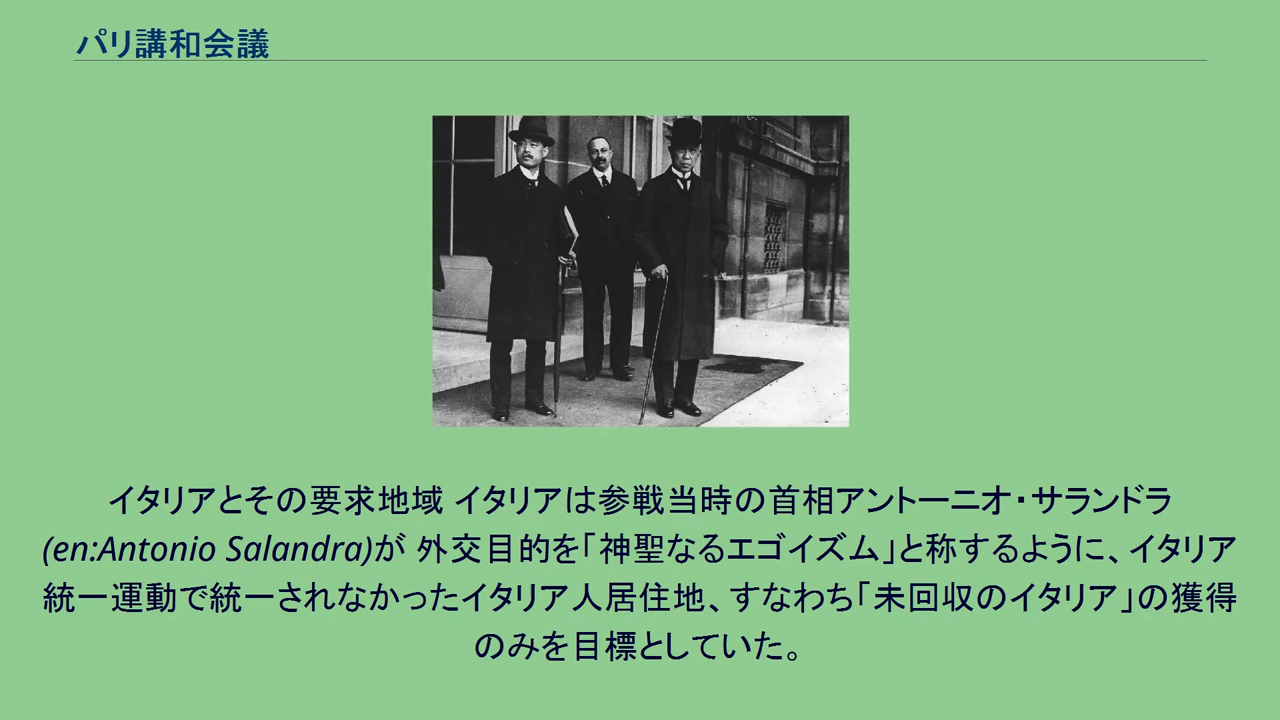 パリ講和会議
イタリアとその要求地域 イタリアは参戦当時の首相アントーニオ・サランドラ
(en:Antonio Salandra)が 外交目的を「神聖なるエゴイズム」と称するように、イタリア
統一運動で統一されなかったイタリア人居住地、すなわち「未回収のイタリア」の獲得
のみを目標としていた。